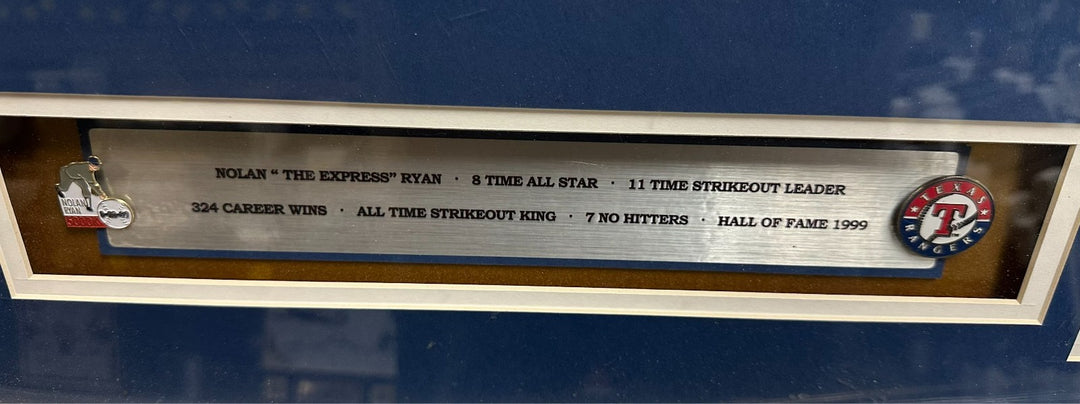 NOLAN “ THE EXPRESS” RYAN · 8 TIME ALL STAR · 11 TIME STRIKEOUT LEADER
324 CAREER WINS · ALL TIME STRIKEOUT KING · 7 NO HITTERS · HALL OF FAME 1999
NOLAN
RYAN
TEXAS
T
RANGERS